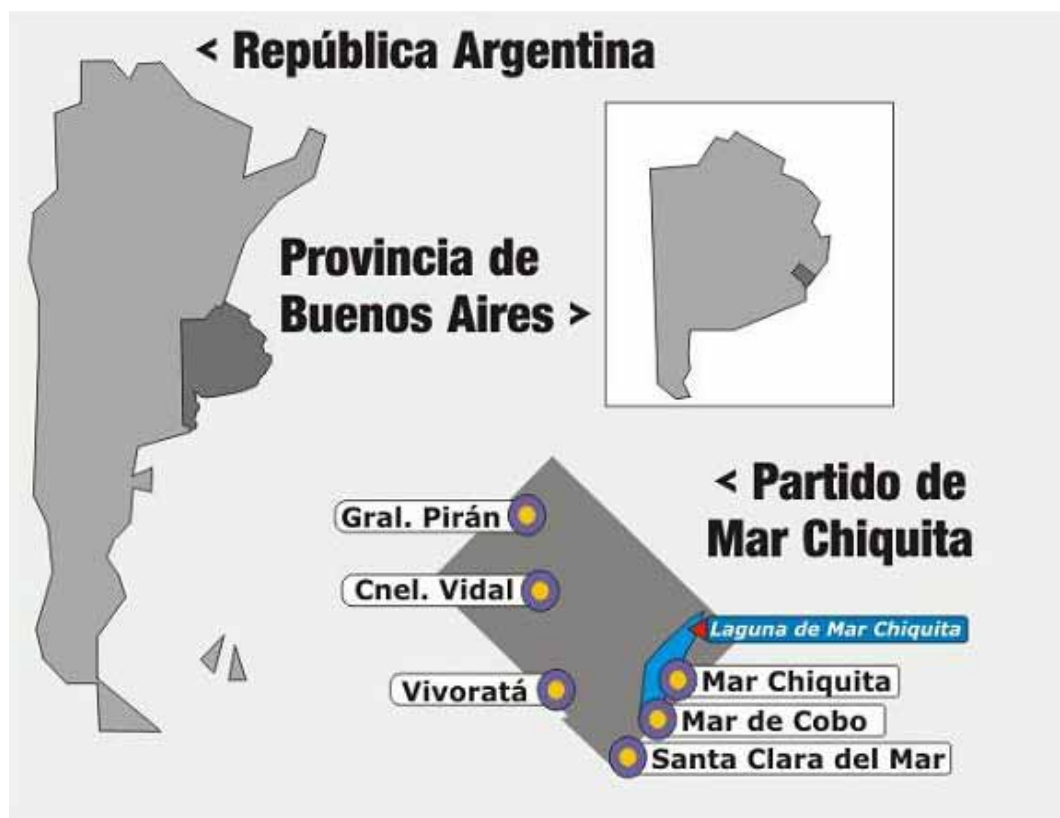 < República Argentina
Provincia de
Buenos Aires >
< Partido de
Mar Chiquita
Gral. Pirán
Cnel. Vidal
Laguna de Mar Chiquita
Vivoratá
Mar Chiquita
Mar de Cobo
Santa Clara del Mar